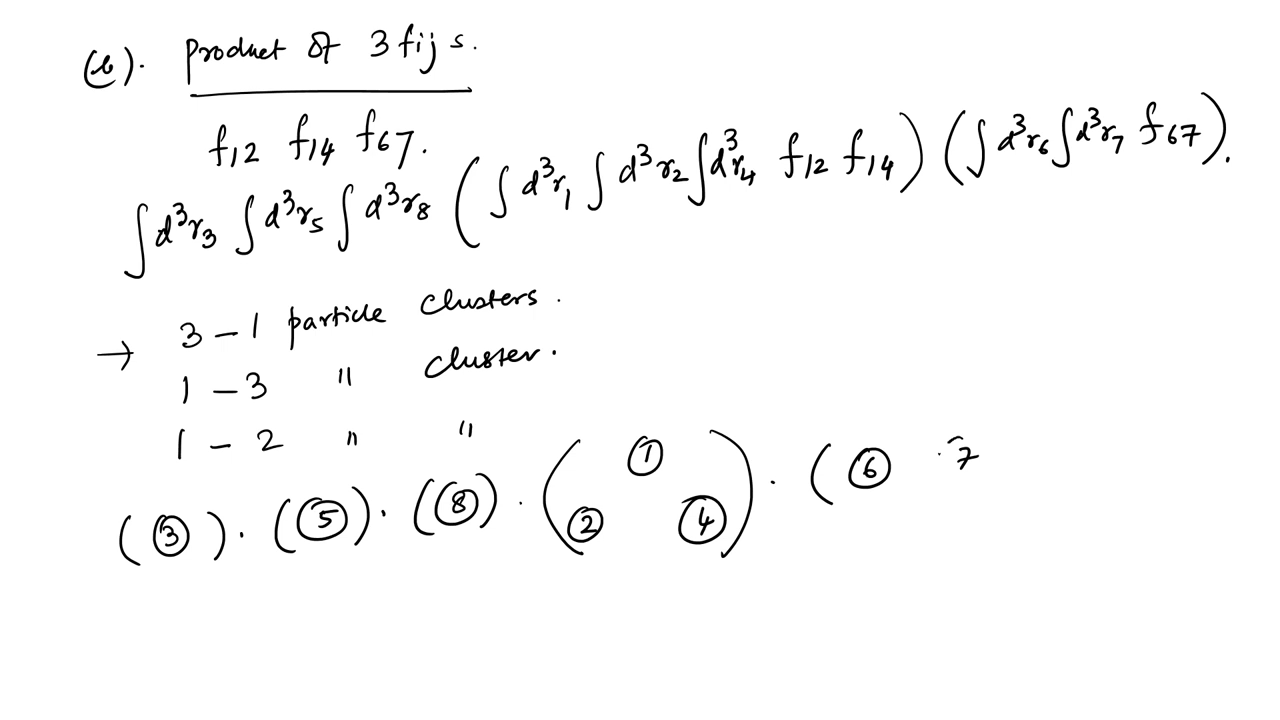 (b). Product of 3 fij s.
f12 f14 f67.
∫d³r3 ∫d³r5 ∫d³r8 (∫d³r1 ∫d³r2 ∫d³r4 f12 f14) (∫d³r6 ∫d³r7 f67).
→ 3 – 1 particle clusters.
1 – 3 " cluster.
1 – 2 " "
(③).(⑤).(⑧).(① ② ④).(⑥ 7